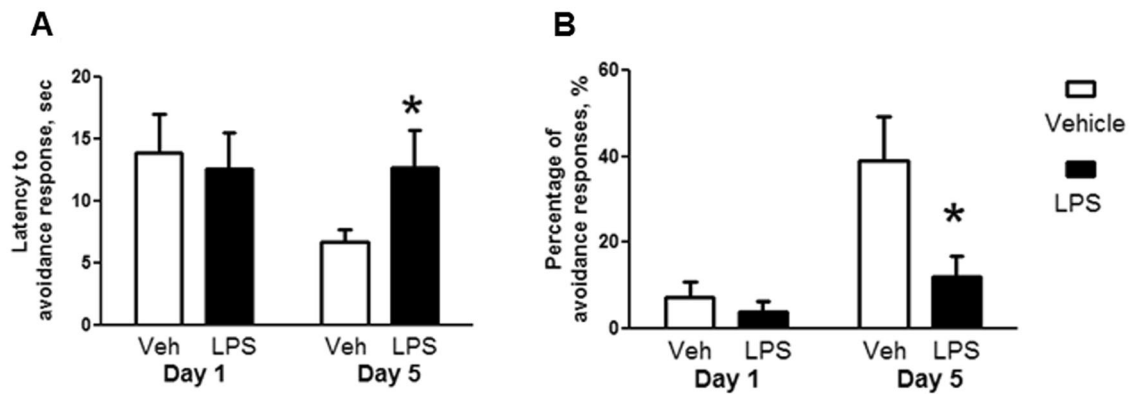 A
Latency to
avoidance response, sec
20
15
10
5
0
*
Veh LPS Veh LPS
Day 1 Day 5
B
Percentage of
avoidance responses, %
60
40
20
0
*
Veh LPS Veh LPS
Day 1 Day 5
Vehicle
LPS